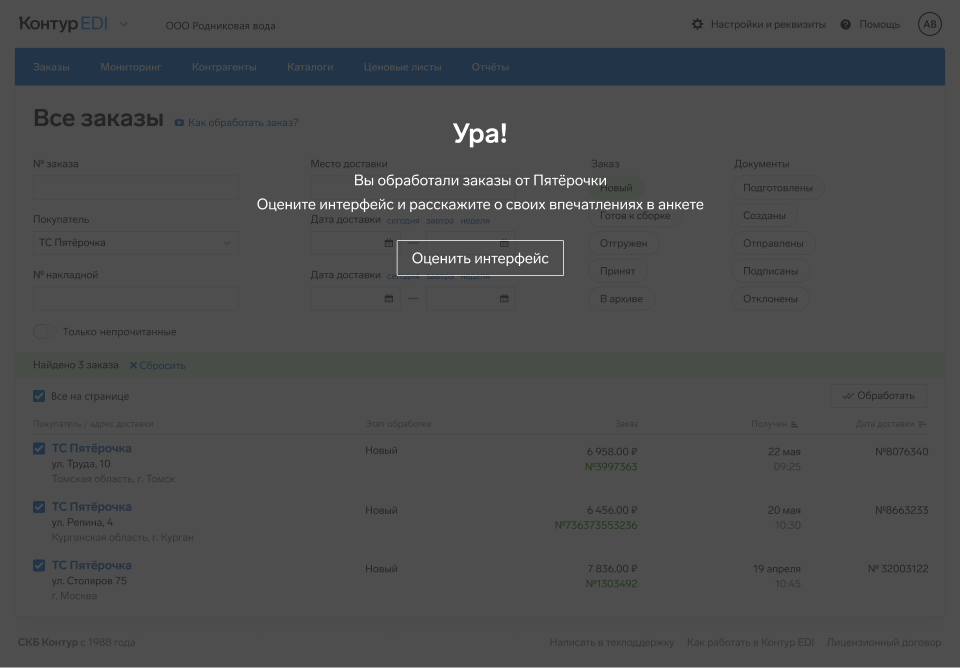 Контур EDI
ООО Родниковая вода
Настройки и реквизиты
Помощь
АВ
Заказы Мониторинг Контрагенты Каталоги Ценовые листы Отчёты
Все заказы Как обработать заказ?
Ура!
Вы обработали заказы от Пятёрочки
Оцените интерфейс и расскажите о своих впечатлениях в анкете
Оценить интерфейс
№ заказа
Покупатель
ТС Пятёрочка
№ накладной
Только непрочитанные
Место доставки
Дата доставки сегодня завтра неделя
—
Дата доставки сегодня завтра неделя
—
Заказ
Новый
Готов к сборке
Отгружен
Принят
В архиве
Документы
Подготовлены
Созданы
Отправлены
Подписаны
Отклонены
Найдено 3 заказа Сбросить
Все на странице
Обработать
Покупатель / адрес доставки Этап обработки Заказ Получен Дата доставки
ТС Пятёрочка Новый 6 958.00 ₽ 22 мая №8076340
ул. Труда, 10 №3997363 09:25
Томская область, г. Томск
ТС Пятёрочка Новый 6 456.00 ₽ 20 мая №8663233
ул. Репина, 4 №736373553236 10:30
Курганская область, г. Курган
ТС Пятёрочка Новый 7 836.00 ₽ 19 апреля № 32003122
ул. Столяров 75 №1303492 10:45
г. Москва
СКБ Контур с 1988 года
Написать в техподдержку Как работать в Контур EDI Лицензионный договор